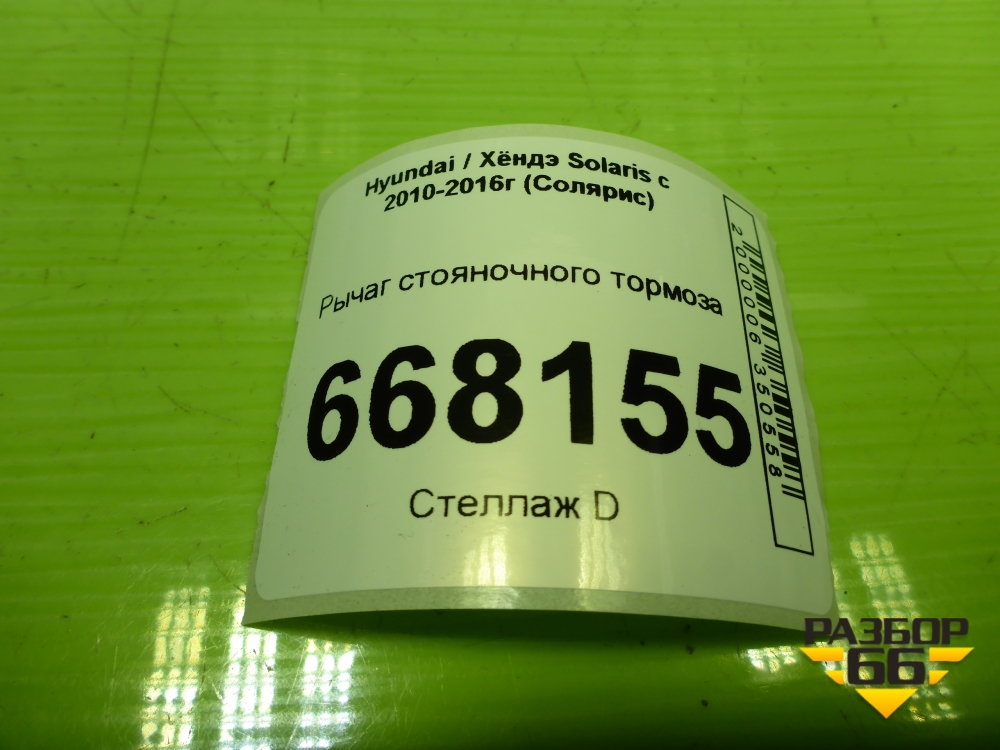 Hyundai / Хёндэ Solaris с
2010-2016г (Солярис)
Рычаг стояночного тормоза
668155
Стеллаж D
2000006350558
РАЗБОР
66